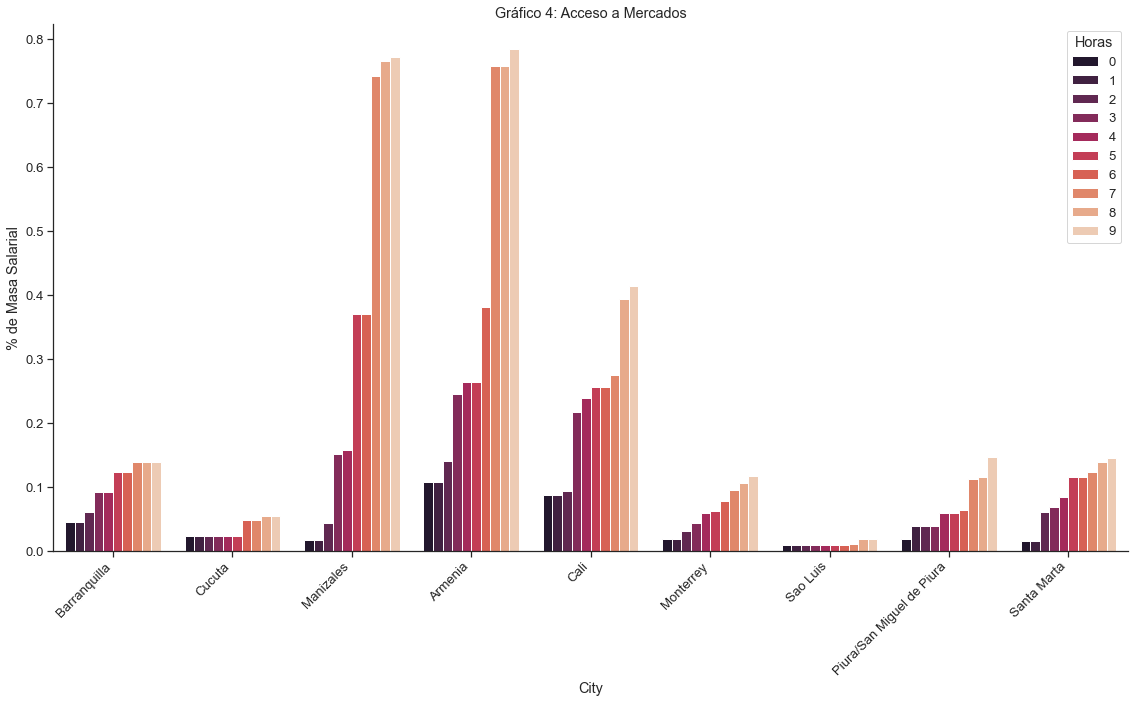 Gráfico 4: Acceso a Mercados
Horas
0
1
2
3
4
5
6
7
8
9
% de Masa Salarial
0.8
0.7
0.6
0.5
0.4
0.3
0.2
0.1
0.0
Barranquilla
Cucuta
Manizales
Armenia
Cali
Monterrey
Sao Luis
Piura/San Miguel de Piura
Santa Marta
City